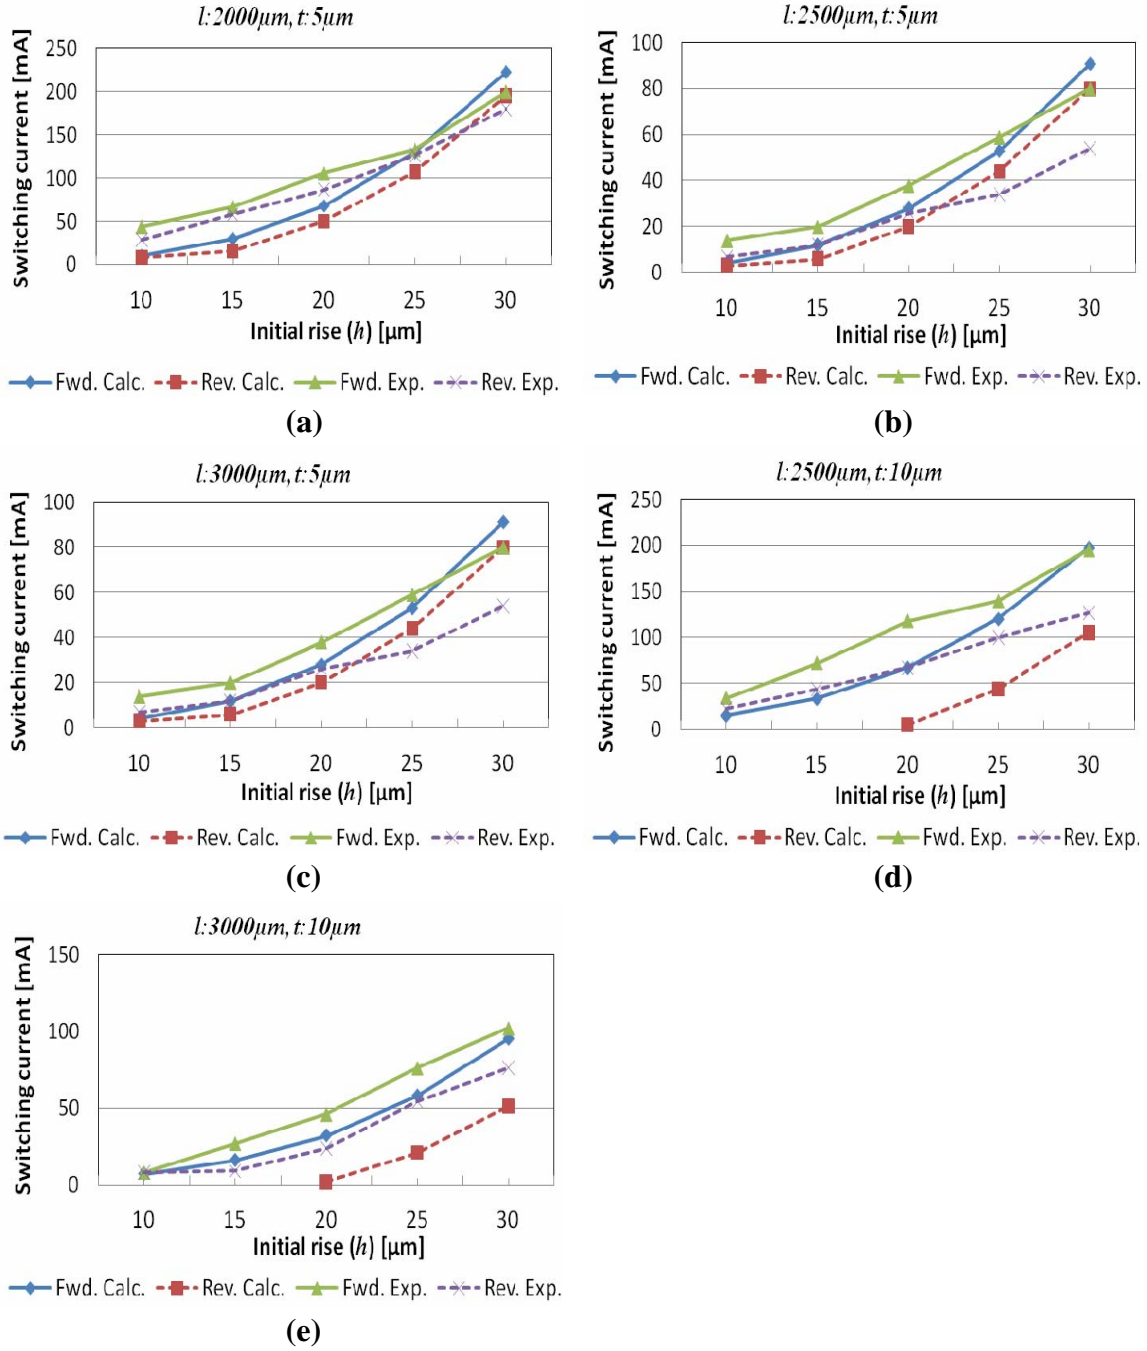 l:2000µm, t:5µm
Switching current [mA]
250
200
150
100
50
0
10 15 20 25 30
Initial rise (h) [µm]
Fwd. Calc. Rev. Calc. Fwd. Exp. Rev. Exp.
(a)
l:2500µm, t:5µm
Switching current [mA]
100
80
60
40
20
0
10 15 20 25 30
Initial rise (h) [µm]
Fwd. Calc. Rev. Calc. Fwd. Exp. Rev. Exp.
(b)
l:3000µm, t:5µm
Switching current [mA]
100
80
60
40
20
0
10 15 20 25 30
Initial rise (h) [µm]
Fwd. Calc. Rev. Calc. Fwd. Exp. Rev. Exp.
(c)
l:2500µm, t:10µm
Switching current [mA]
250
200
150
100
50
0
10 15 20 25 30
Initial rise (h) [µm]
Fwd. Calc. Rev. Calc. Fwd. Exp. Rev. Exp.
(d)
l:3000µm, t:10µm
Switching current [mA]
150
100
50
0
10 15 20 25 30
Initial rise (h) [µm]
Fwd. Calc. Rev. Calc. Fwd. Exp. Rev. Exp.
(e)